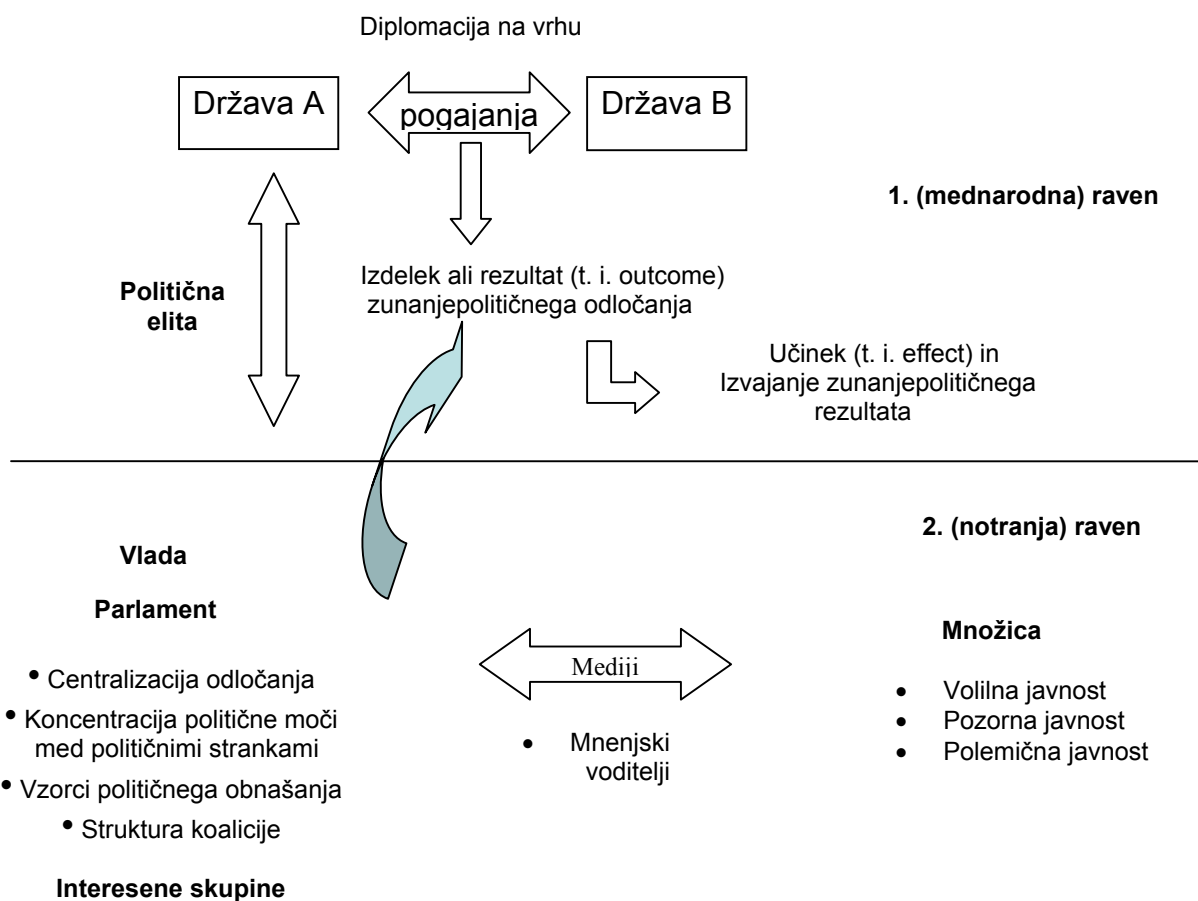 Diplomacija na vrhu
Država A
pogajanja
Država B
1. (mednarodna) raven
Politična
elita
Izdelek ali rezultat (t. i. outcome)
zunanjepolitičnega odločanja
Učinek (t. i. effect) in
Izvajanje zunanjepolitičnega
rezultata
2. (notranja) raven
Vlada
Parlament
• Centralizacija odločanja
• Koncentracija politične moči
med političnimi strankami
• Vzorci političnega obnašanja
• Struktura koalicije
Interesene skupine
Mediji
• Mnenjski
voditelji
Množica
• Volilna javnost
• Pozorna javnost
• Polemična javnost